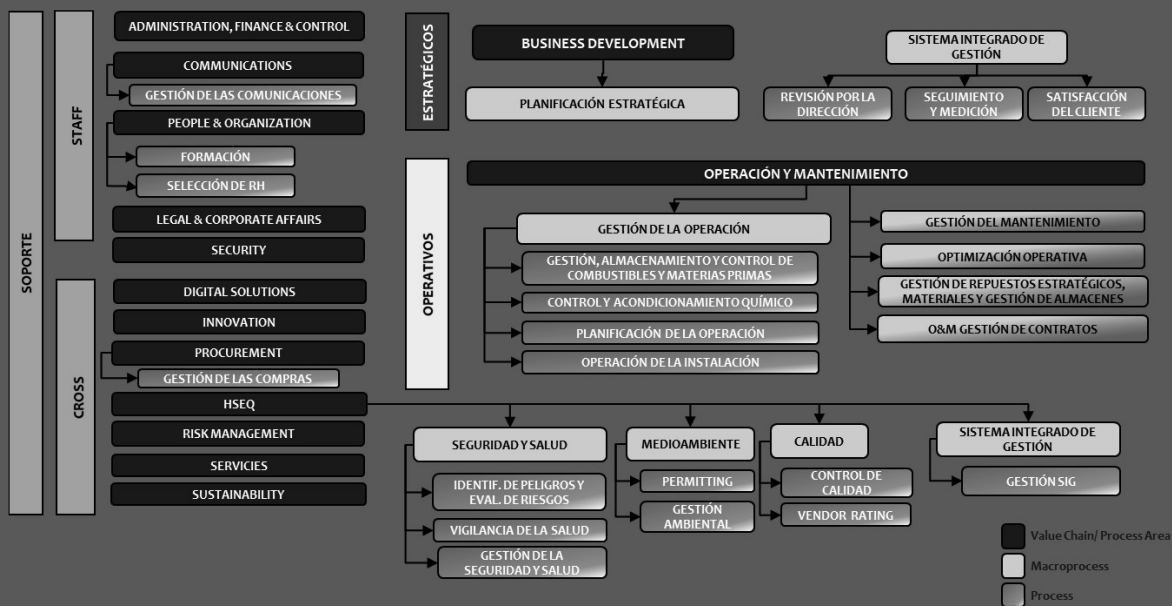 SOPORTE
STAFF
ADMINISTRATION, FINANCE & CONTROL
COMMUNICATIONS
GESTIÓN DE LAS COMUNICACIONES
PEOPLE & ORGANIZATION
FORMACIÓN
SELECCIÓN DE RH
LEGAL & CORPORATE AFFAIRS
SECURITY
CROSS
DIGITAL SOLUTIONS
INNOVATION
PROCUREMENT
GESTIÓN DE LAS COMPRAS
HSEQ
RISK MANAGEMENT
SERVICIES
SUSTAINABILITY
ESTRATÉGICOS
BUSINESS DEVELOPMENT
PLANIFICACIÓN ESTRATÉGICA
SISTEMA INTEGRADO DE
GESTIÓN
REVISIÓN POR LA
DIRECCIÓN
SEGUIMIENTO
Y MEDICIÓN
SATISFACCIÓN
DEL CLIENTE
OPERATIVOS
OPERACIÓN Y MANTENIMIENTO
GESTIÓN DE LA OPERACIÓN
GESTIÓN, ALMACENAMIENTO Y CONTROL DE
COMBUSTIBLES Y MATERIAS PRIMAS
CONTROL Y ACONDICIONAMIENTO QUÍMICO
PLANIFICACIÓN DE LA OPERACIÓN
OPERACIÓN DE LA INSTALACIÓN
GESTIÓN DEL MANTENIMIENTO
OPTIMIZACIÓN OPERATIVA
GESTIÓN DE REPUESTOS ESTRATÉGICOS,
MATERIALES Y GESTIÓN DE ALMACENES
O&M GESTIÓN DE CONTRATOS
SEGURIDAD Y SALUD
IDENTIF. DE PELIGROS Y
EVAL. DE RIESGOS
VIGILANCIA DE LA SALUD
GESTIÓN DE LA
SEGURIDAD Y SALUD
MEDIOAMBIENTE
PERMITTING
GESTIÓN
AMBIENTAL
CALIDAD
CONTROL DE
CALIDAD
VENDOR RATING
SISTEMA INTEGRADO DE
GESTIÓN
GESTIÓN SIG
Value Chain/ Process Area
Macroprocess
Process